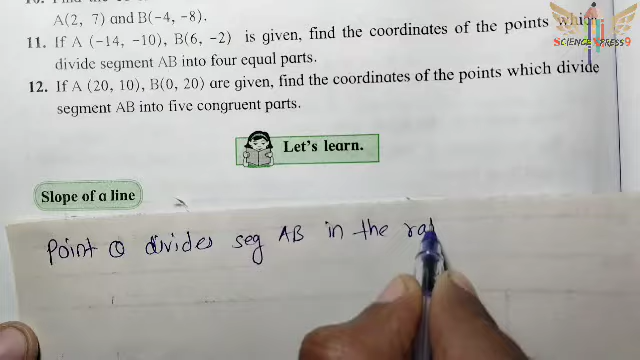 A(2, 7) and B(-4, -8).
11. If A (-14, -10), B(6, -2) is given, find the coordinates of the points which
divide segment AB into four equal parts.
12. If A (20, 10), B(0, 20) are given, find the coordinates of the points which divide
segment AB into five congruent parts.
Let's learn.
Slope of a line
Point Q divides seg AB in the rat